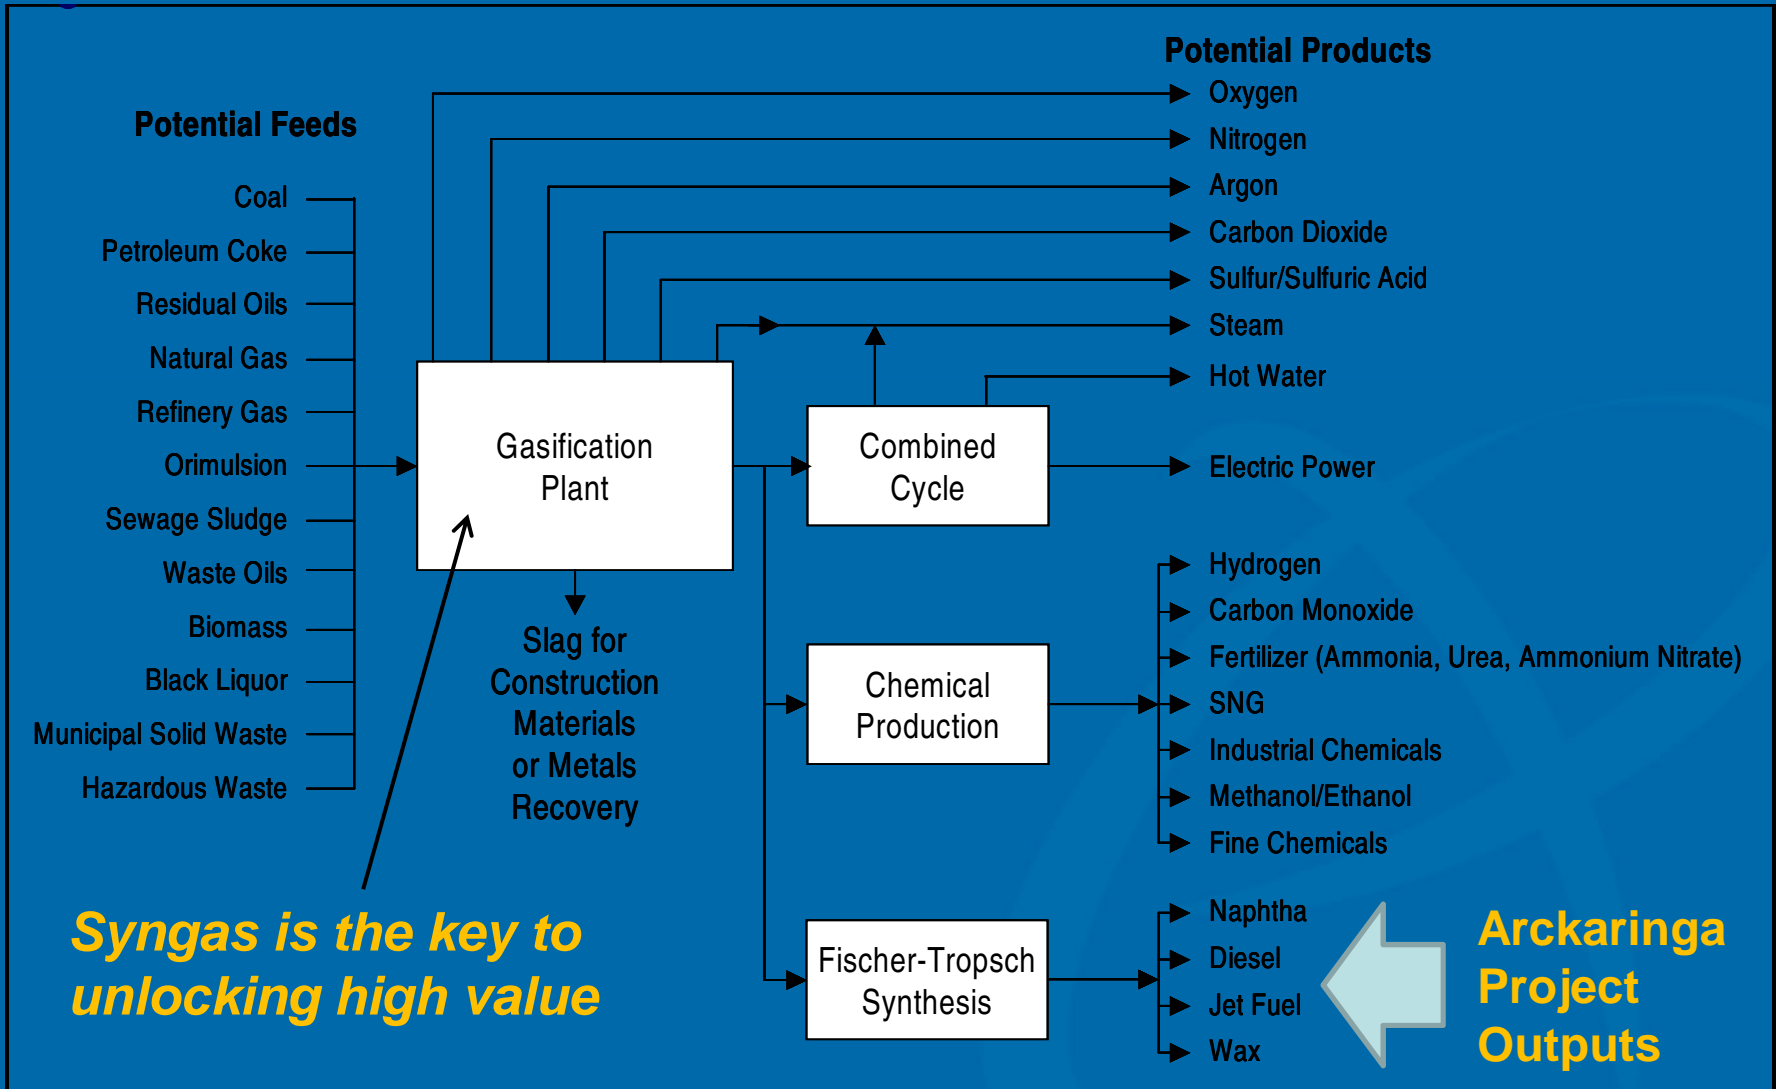 Potential Feeds
Coal
Petroleum Coke
Residual Oils
Natural Gas
Refinery Gas
Orimulsion
Sewage Sludge
Waste Oils
Biomass
Black Liquor
Municipal Solid Waste
Hazardous Waste
Gasification
Plant
Slag for
Construction
Materials
or Metals
Recovery
Syngas is the key to
unlocking high value
Combined
Cycle
Chemical
Production
Fischer-Tropsch
Synthesis
Potential Products
Oxygen
Nitrogen
Argon
Carbon Dioxide
Sulfur/Sulfuric Acid
Steam
Hot Water
Electric Power
Hydrogen
Carbon Monoxide
Fertilizer (Ammonia, Urea, Ammonium Nitrate)
SNG
Industrial Chemicals
Methanol/Ethanol
Fine Chemicals
Naphtha
Diesel
Jet Fuel
Wax
Arckaringa
Project
Outputs